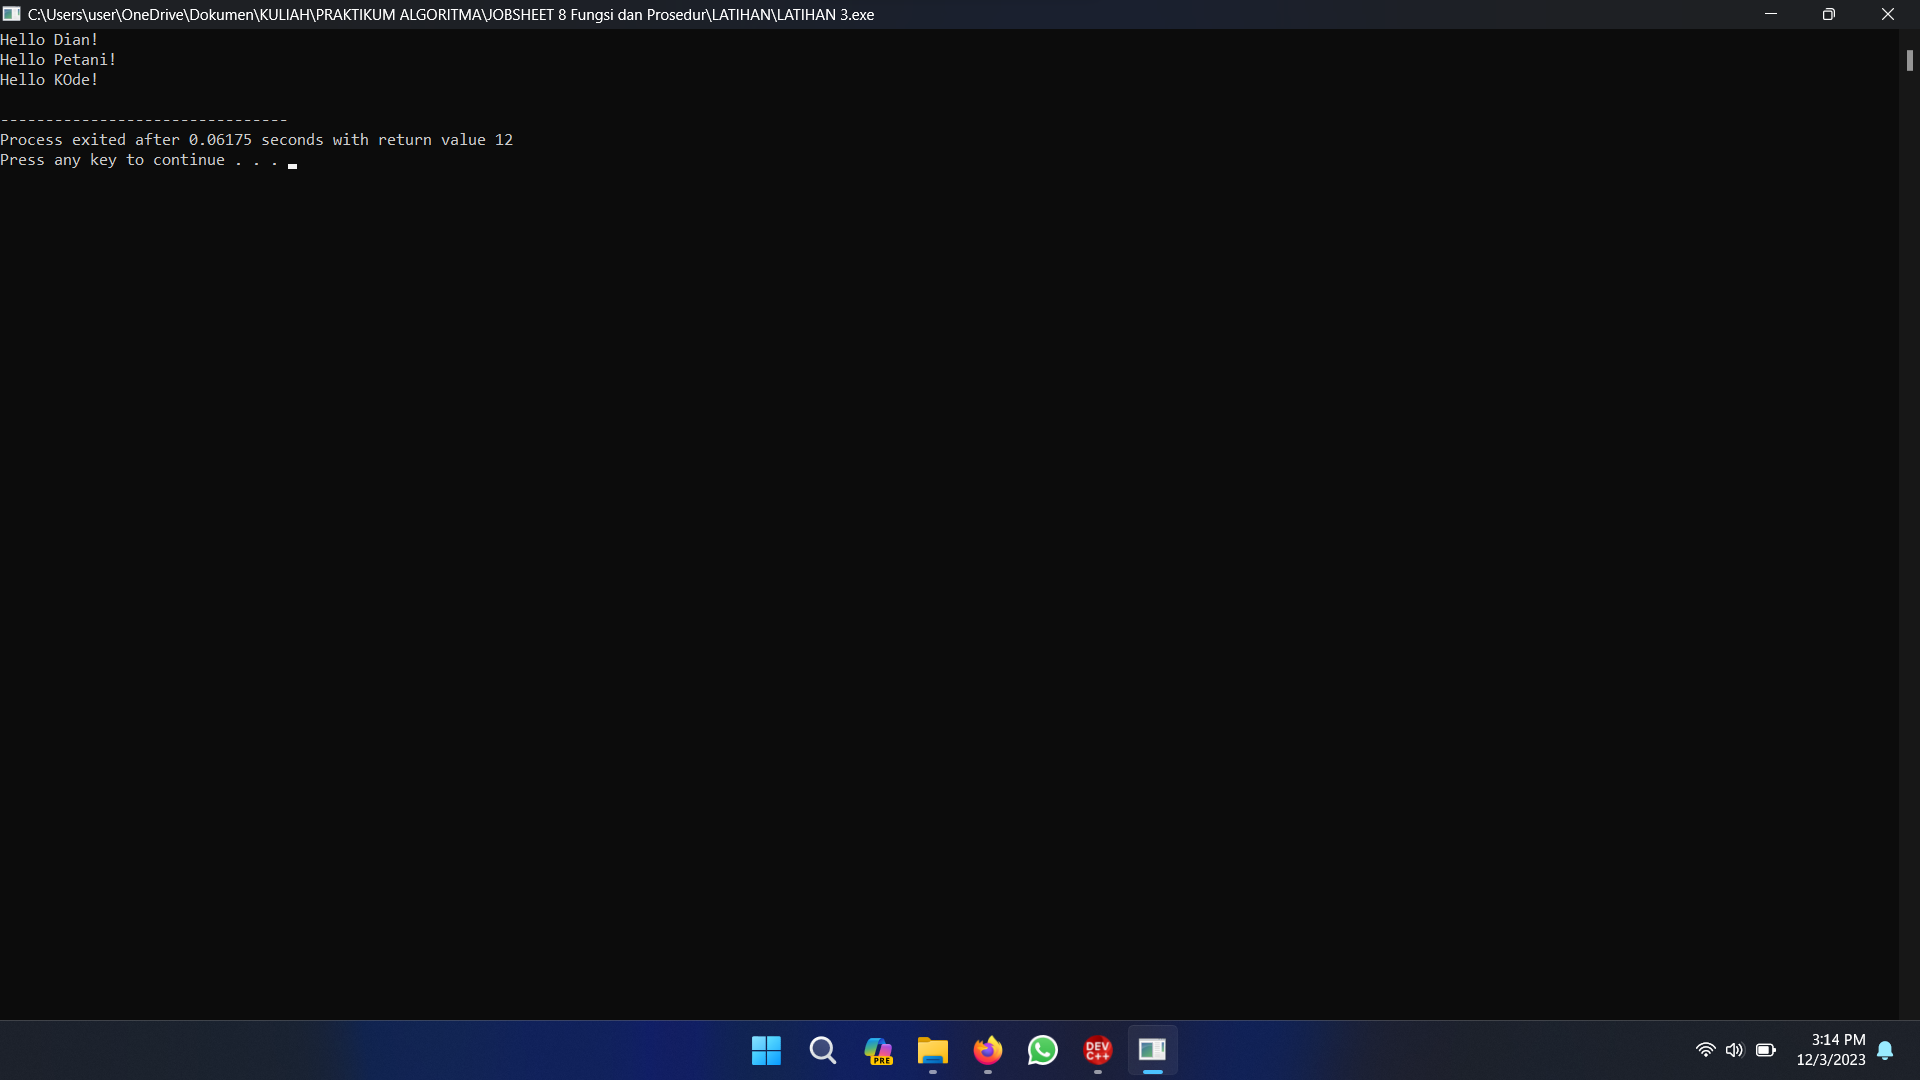 C:\Users\user\OneDrive\Dokumen\KULIAH\PRAKTIKUM ALGORITMA\JOBSHEET 8 Fungsi dan Prosedur\LATIHAN\LATIHAN 3.exe
Hello Dian!
Hello Petani!
Hello KOde!
--------------------------------
Process exited after 0.06175 seconds with return value 12
Press any key to continue . . .
PRE
DEV
C++
3:14 PM
12/3/2023